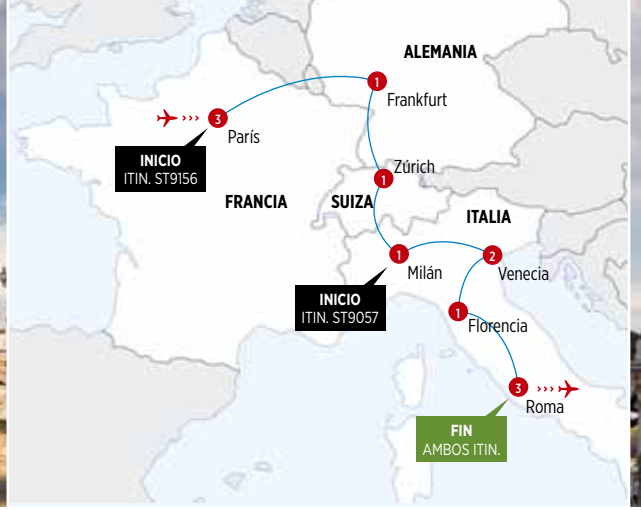 ALEMANIA
1
Frankfurt
3
París
INICIO
ITIN. ST9156
1
Zúrich
FRANCIA
SUIZA
ITALIA
1
Milán
2
Venecia
INICIO
ITIN. ST9057
1
Florencia
3
Roma
FIN
AMBOS ITIN.